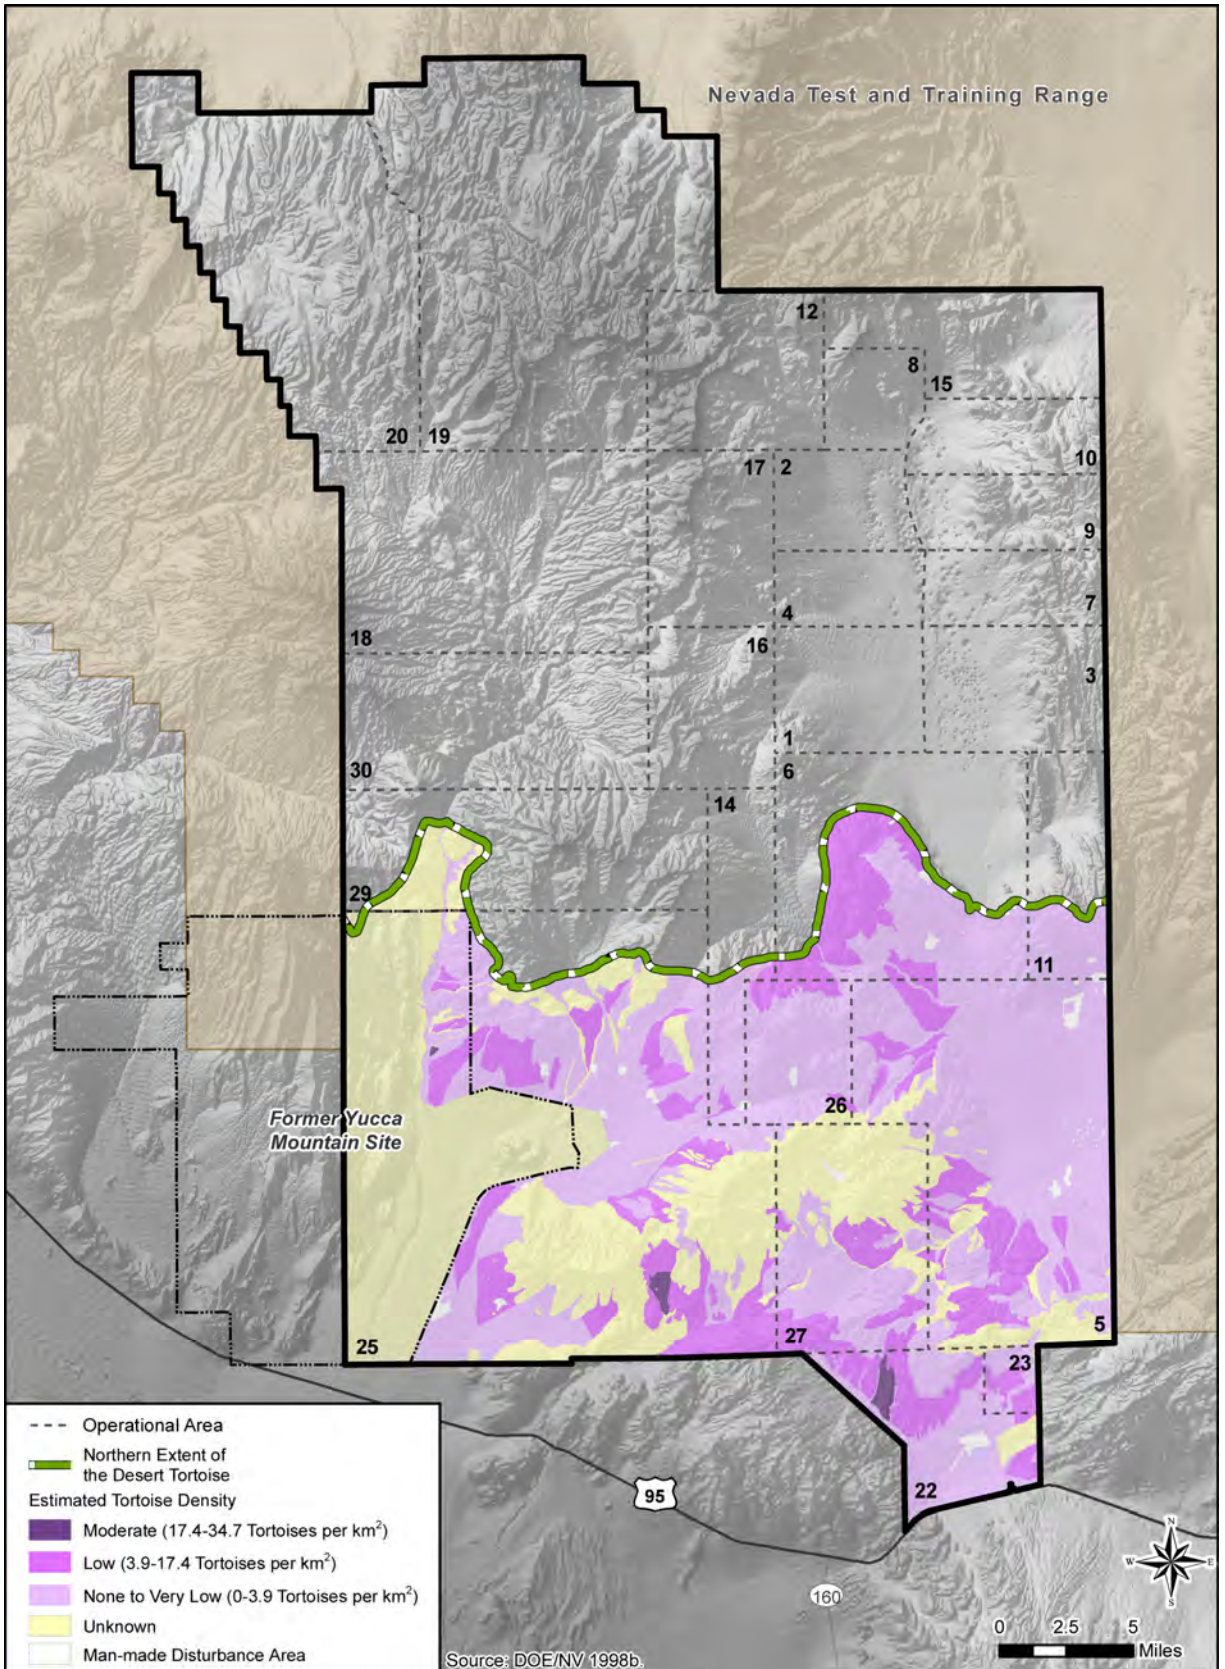 Nevada Test and Training Range
12
8
15
20
19
10
17
2
9
7
4
18
16
3
1
30
6
14
29
11
26
Former Yucca
Mountain Site
25
27
5
23
22
95
160
Operational Area
Northern Extent of
the Desert Tortoise
Estimated Tortoise Density
Moderate (17.4-34.7 Tortoises per km²)
Low (3.9-17.4 Tortoises per km²)
None to Very Low (0-3.9 Tortoises per km²)
Unknown
Man-made Disturbance Area
Source: DOE/NV 1998b.
N
W E
S
0 2.5 5
Miles